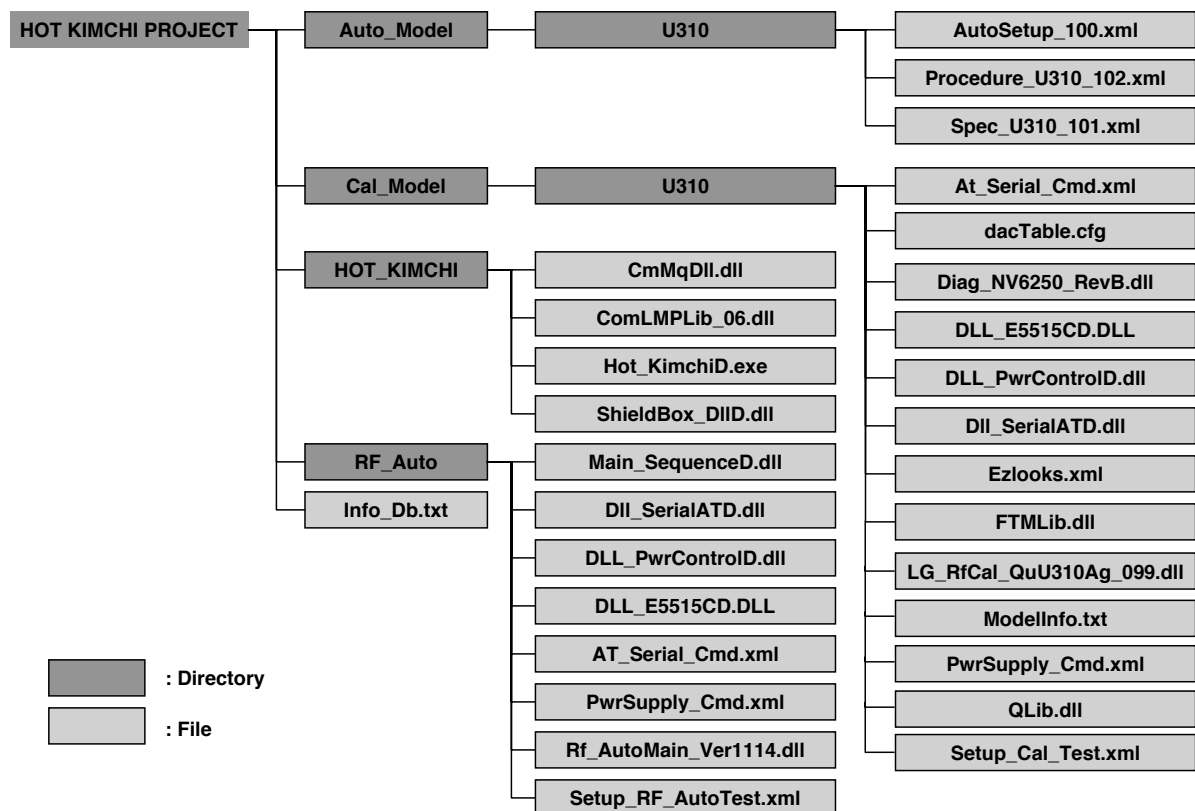 HOT KIMCHI PROJECT
Auto_Model
U310
AutoSetup_100.xml
Procedure_U310_102.xml
Spec_U310_101.xml
Cal_Model
U310
At_Serial_Cmd.xml
dacTable.cfg
Diag_NV6250_RevB.dll
DLL_E5515CD.DLL
DLL_PwrControlD.dll
Dll_SerialATD.dll
Ezlooks.xml
FTMLib.dll
LG_RfCal_QuU310Ag_099.dll
ModelInfo.txt
PwrSupply_Cmd.xml
QLib.dll
Setup_Cal_Test.xml
HOT_KIMCHI
CmMqDll.dll
ComLMPLib_06.dll
Hot_KimchiD.exe
ShieldBox_DllD.dll
RF_Auto
Main_SequenceD.dll
Dll_SerialATD.dll
DLL_PwrControlD.dll
DLL_E5515CD.DLL
AT_Serial_Cmd.xml
PwrSupply_Cmd.xml
Rf_AutoMain_Ver1114.dll
Setup_RF_AutoTest.xml
Info_Db.txt
: Directory
: File